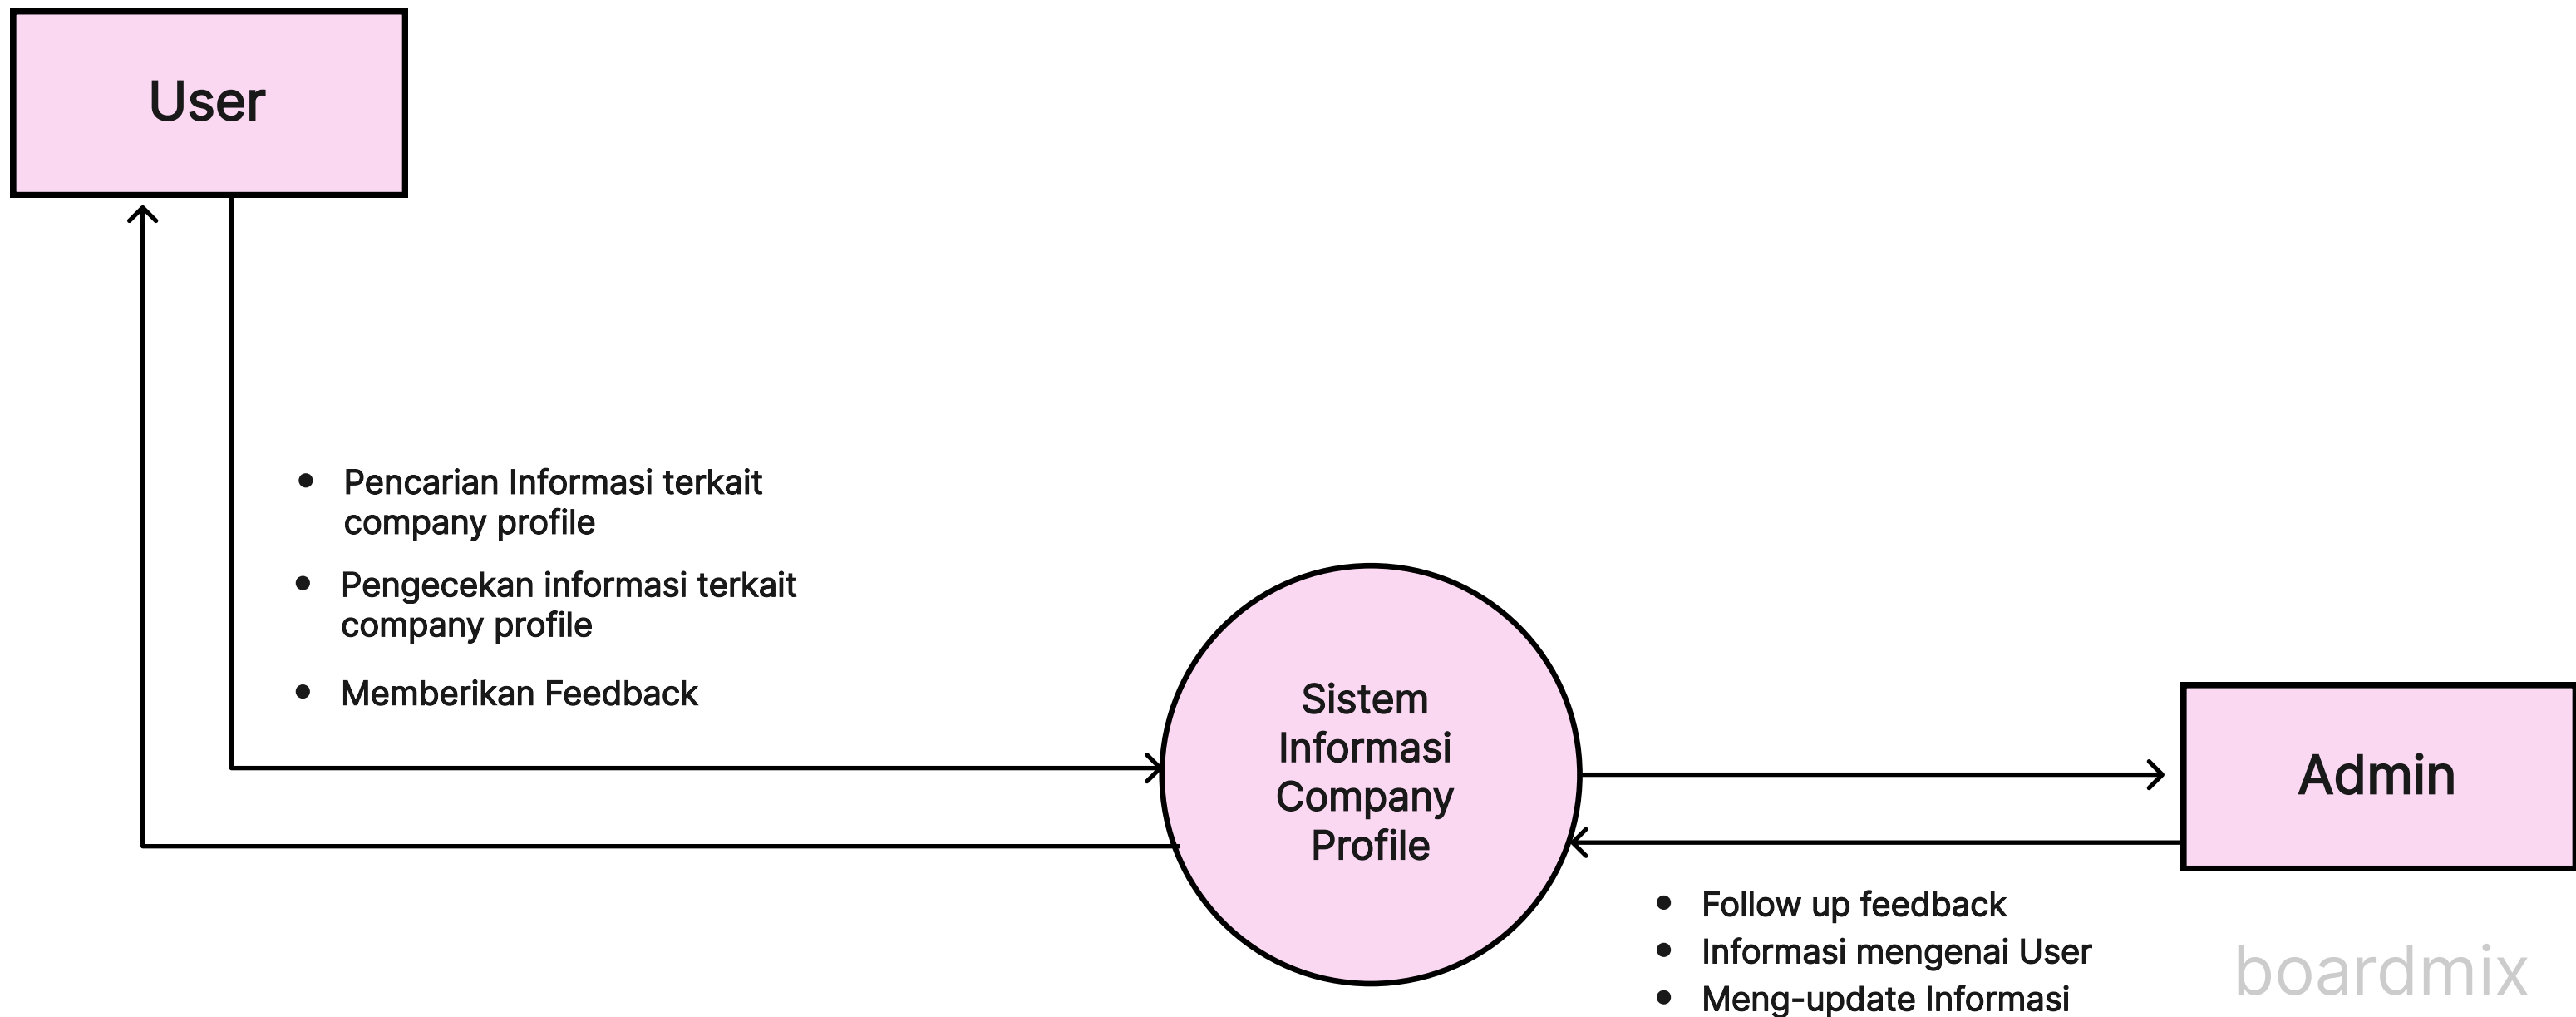 User
• Pencarian Informasi terkait
company profile
• Pengecekan informasi terkait
company profile
• Memberikan Feedback
Sistem
Informasi
Company
Profile
Admin
• Follow up feedback
• Informasi mengenai User
• Meng-update Informasi
boardmix